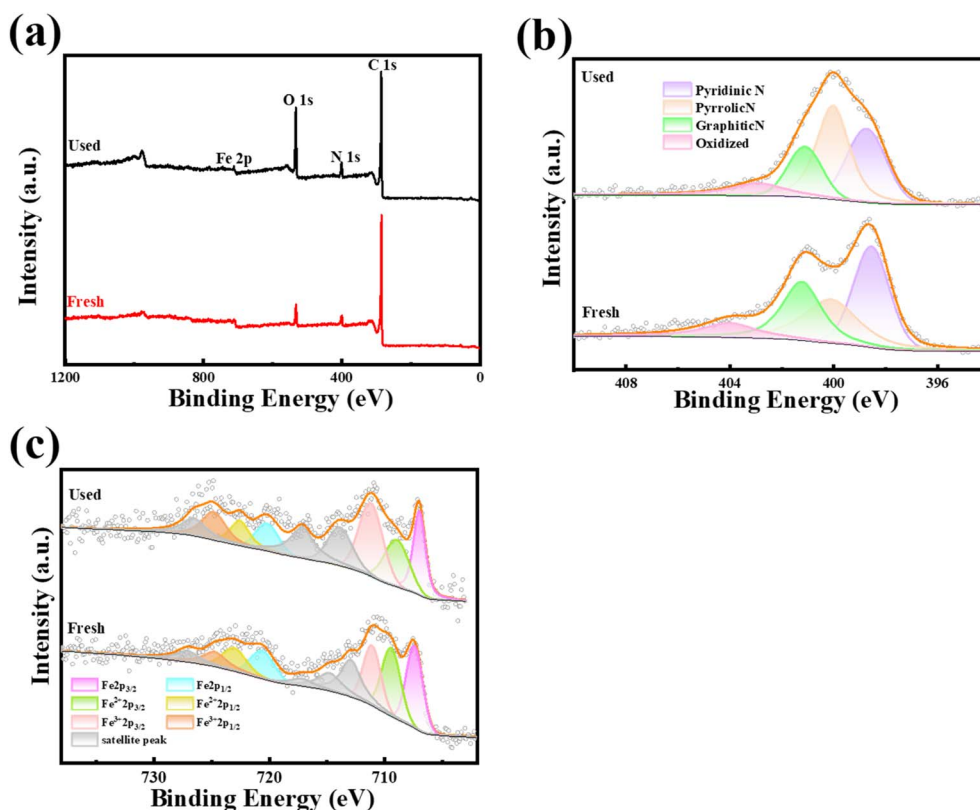 (a)
C 1s
O 1s
Used
Fe 2p
N 1s
Fresh
Intensity (a.u.)
1200
800
400
0
Binding Energy (eV)
(b)
Used
Pyridinic N
PyrrolicN
GraphiticN
Oxidized
Fresh
Intensity (a.u.)
408
404
400
396
Binding Energy (eV)
(c)
Used
Fresh
Fe2p3/2
Fe2p1/2
Fe2+2p3/2
Fe2+2p1/2
Fe3+2p3/2
Fe3+2p1/2
satellite peak
Intensity (a.u.)
730
720
710
Binding Energy (eV)